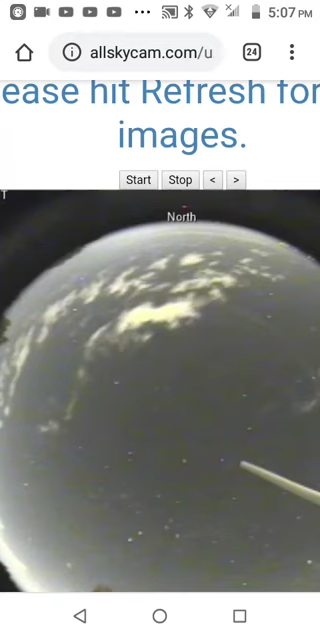 5:07 PM
allskycam.com/u
24
ease hit Refresh for
images.
Start Stop < >
T
North